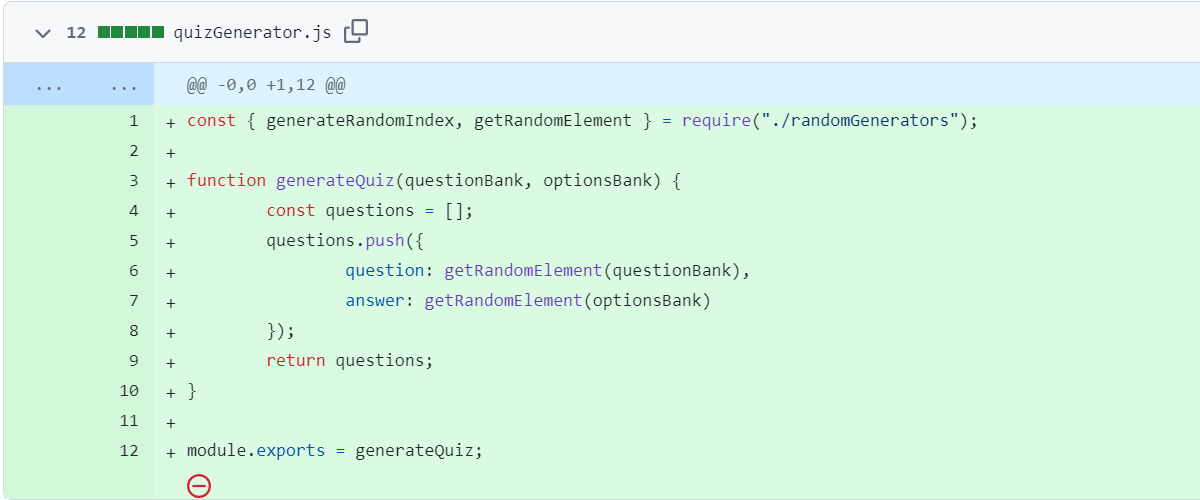 12 quizGenerator.js
... ... @@ -0,0 +1,12 @@
1 + const { generateRandomIndex, getRandomElement } = require("./randomGenerators");
2 +
3 + function generateQuiz(questionBank, optionsBank) {
4 + const questions = [];
5 + questions.push({
6 + question: getRandomElement(questionBank),
7 + answer: getRandomElement(optionsBank)
8 + });
9 + return questions;
10 + }
11 +
12 + module.exports = generateQuiz;